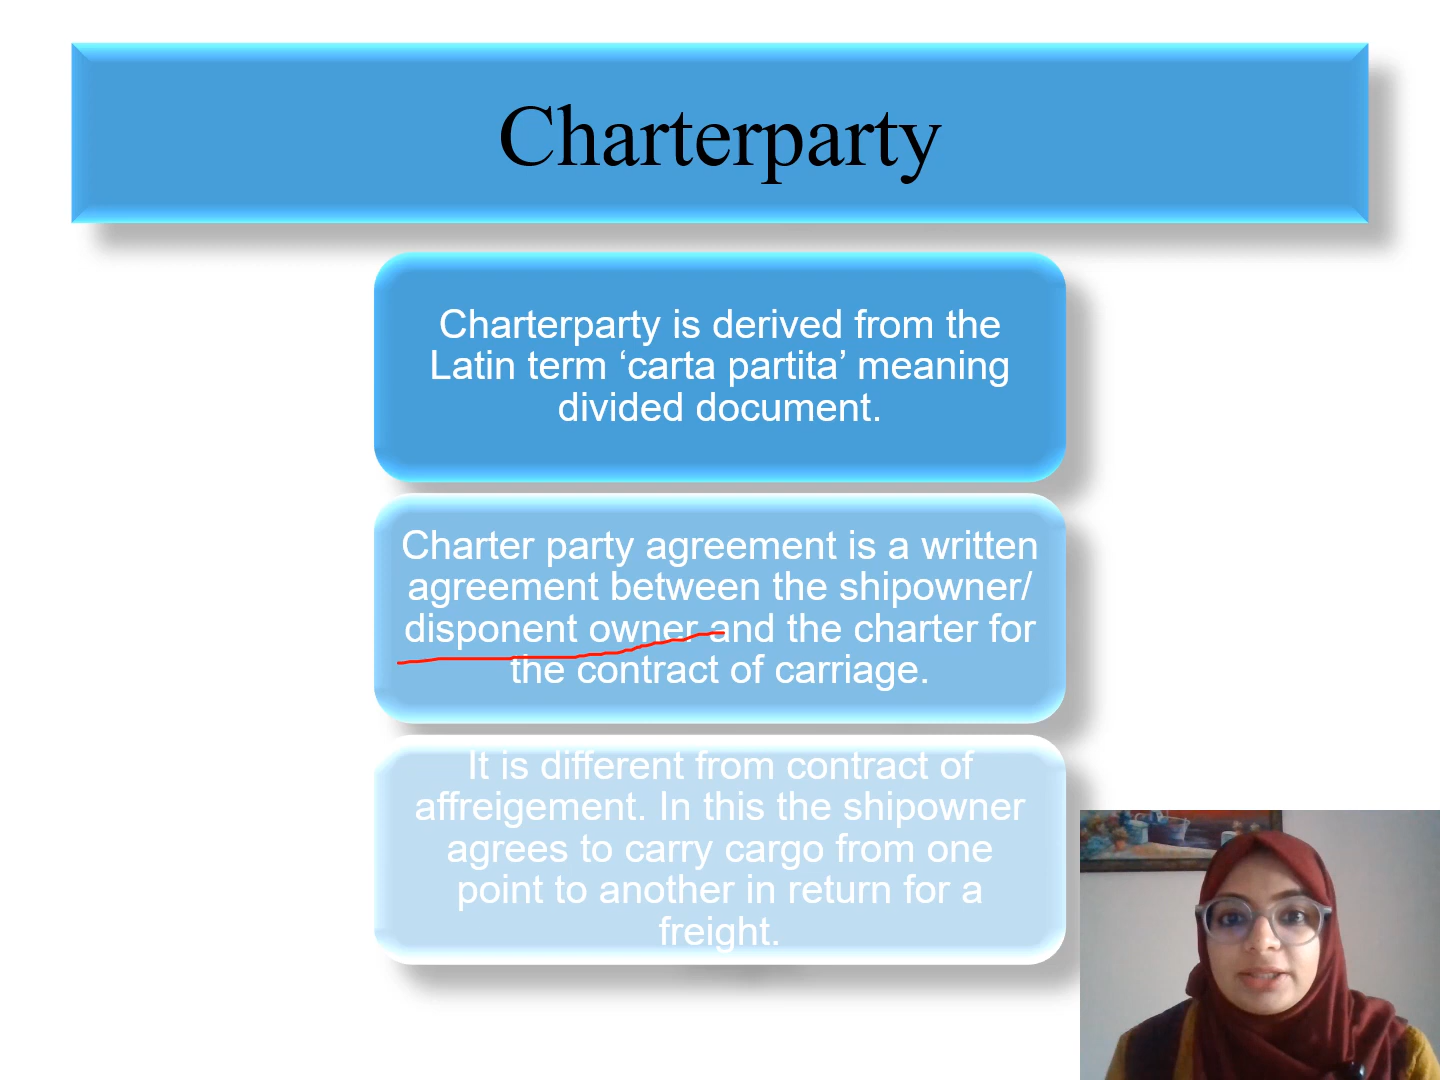 Charterparty
Charterparty is derived from the
Latin term ‘carta partita’ meaning
divided document.
Charter party agreement is a written
agreement between the shipowner/
disponent owner and the charter for
the contract of carriage.
It is different from contract of
affreigement. In this the shipowner
agrees to carry cargo from one
point to another in return for a
freight.